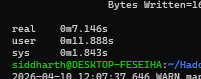 Bytes Written=16
real 0m7.146s
user 0m11.888s
sys 0m1.843s
siddharth@DESKTOP-FESEIHA:~/Hado
2026-04-10 12:07:37,646 WARN